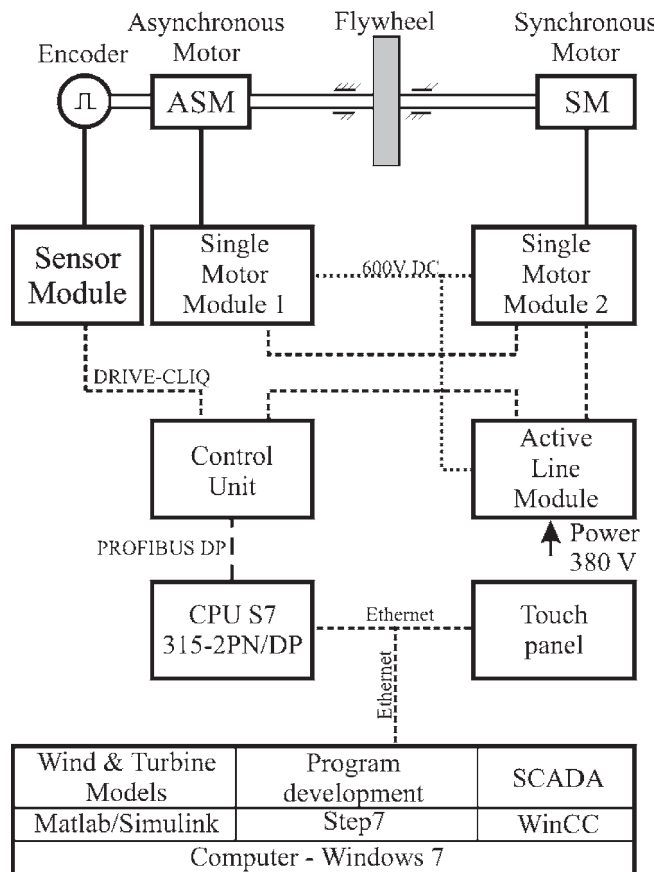 Asynchronous
Motor
Flywheel
Synchronous
Motor
Encoder
ASM
SM
Sensor
Module
Single
Motor
Module 1
600V DC
Single
Motor
Module 2
DRIVE-CLIQ
Control
Unit
Active
Line
Module
PROFIBUS DP
Power
380 V
CPU S7
315-2PN/DP
Ethernet
Touch
panel
Ethernet
Wind & Turbine
Models
Program
development
SCADA
Matlab/Simulink
Step7
WinCC
Computer - Windows 7